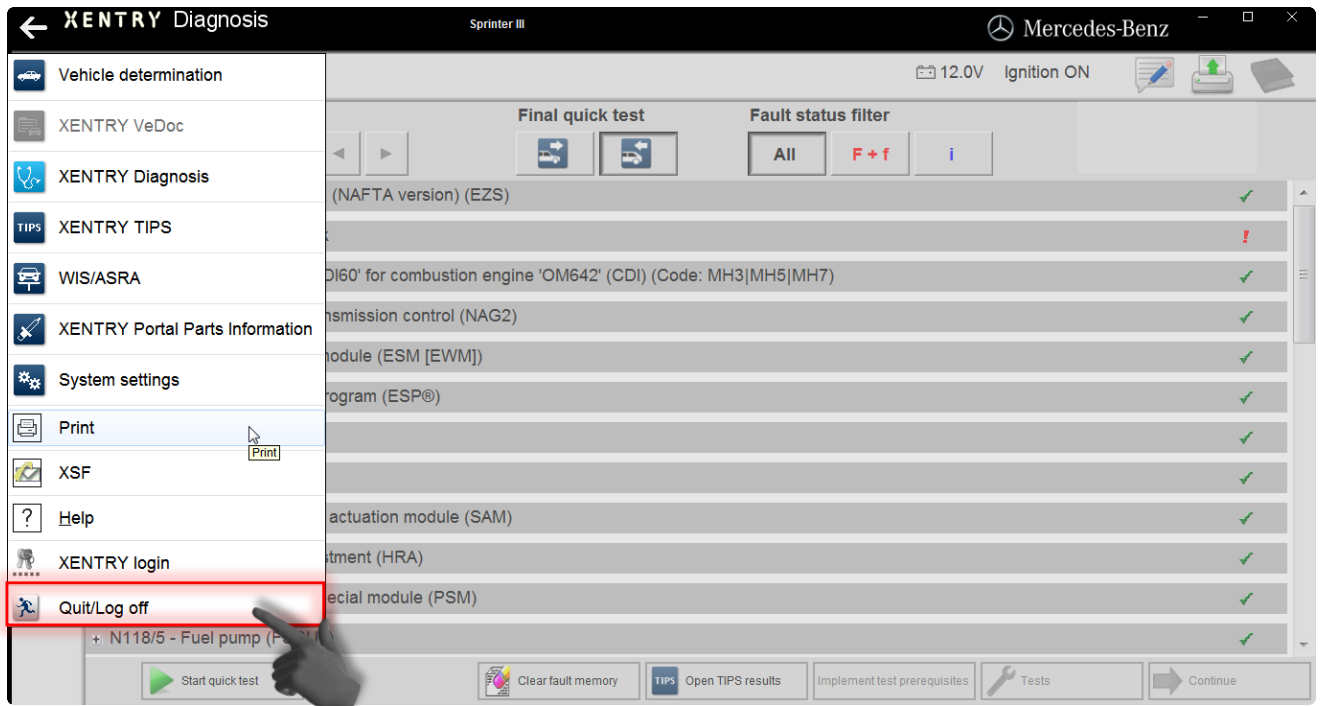 XENTRY Diagnosis
Sprinter III
Mercedes-Benz
Vehicle determination
XENTRY VeDoc
XENTRY Diagnosis
TIPS
XENTRY TIPS
WIS/ASRA
XENTRY Portal Parts Information
System settings
Print
Print
XSF
?
Help
XENTRY login
Quit/Log off
12.0V
Ignition ON
Final quick test
Fault status filter
All
F + f
i
(NAFTA version) (EZS)
!
DI60' for combustion engine 'OM642' (CDI) (Code: MH3|MH5|MH7)
nsmission control (NAG2)
nodule (ESM [EWM])
rogram (ESP®)
actuation module (SAM)
stment (HRA)
ecial module (PSM)
+ N118/5 - Fuel pump
Start quick test
Clear fault memory
TIPS
Open TIPS results
Implement test prerequisites
Tests
Continue